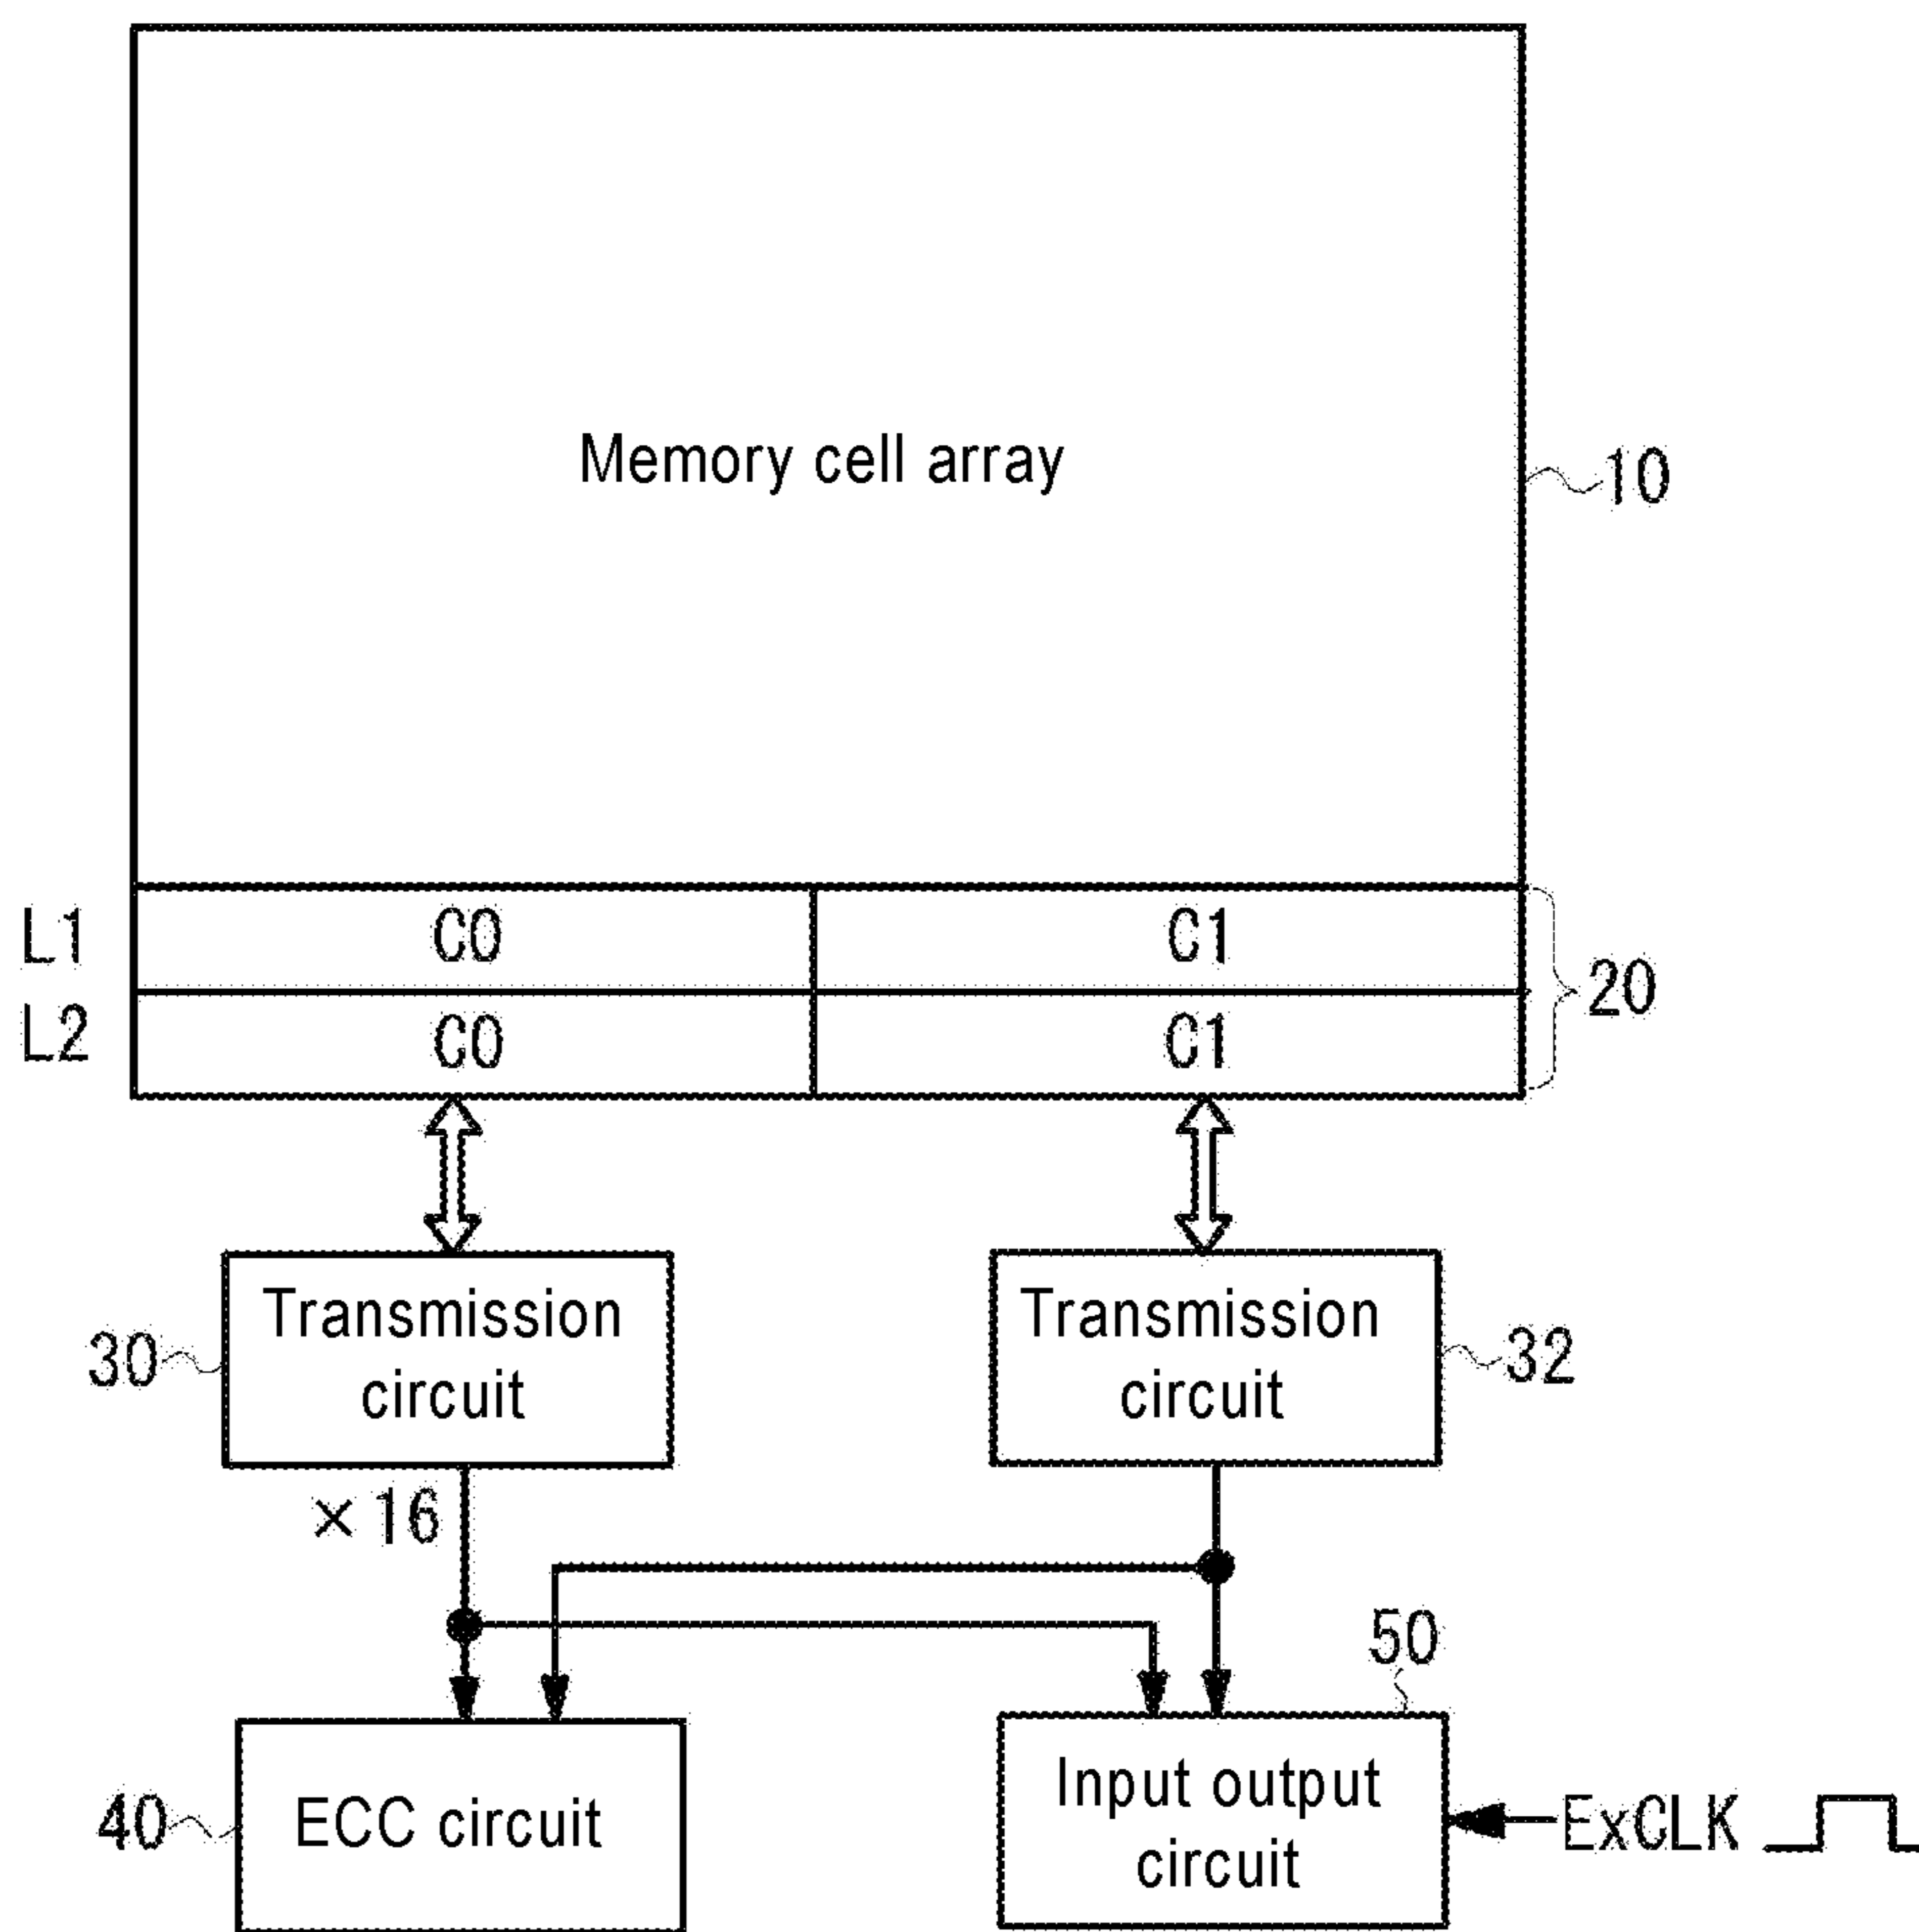 Memory cell array
10
L1
C0
C1
L2
C0
C1
20
Transmission
circuit
30
Transmission
circuit
32
×16
50
ECC circuit
40
Input output
circuit
ExCLK